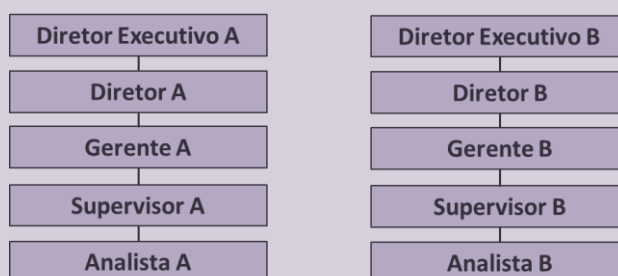 Diretor Executivo A
Diretor A
Gerente A
Supervisor A
Analista A
Diretor Executivo B
Diretor B
Gerente B
Supervisor B
Analista B